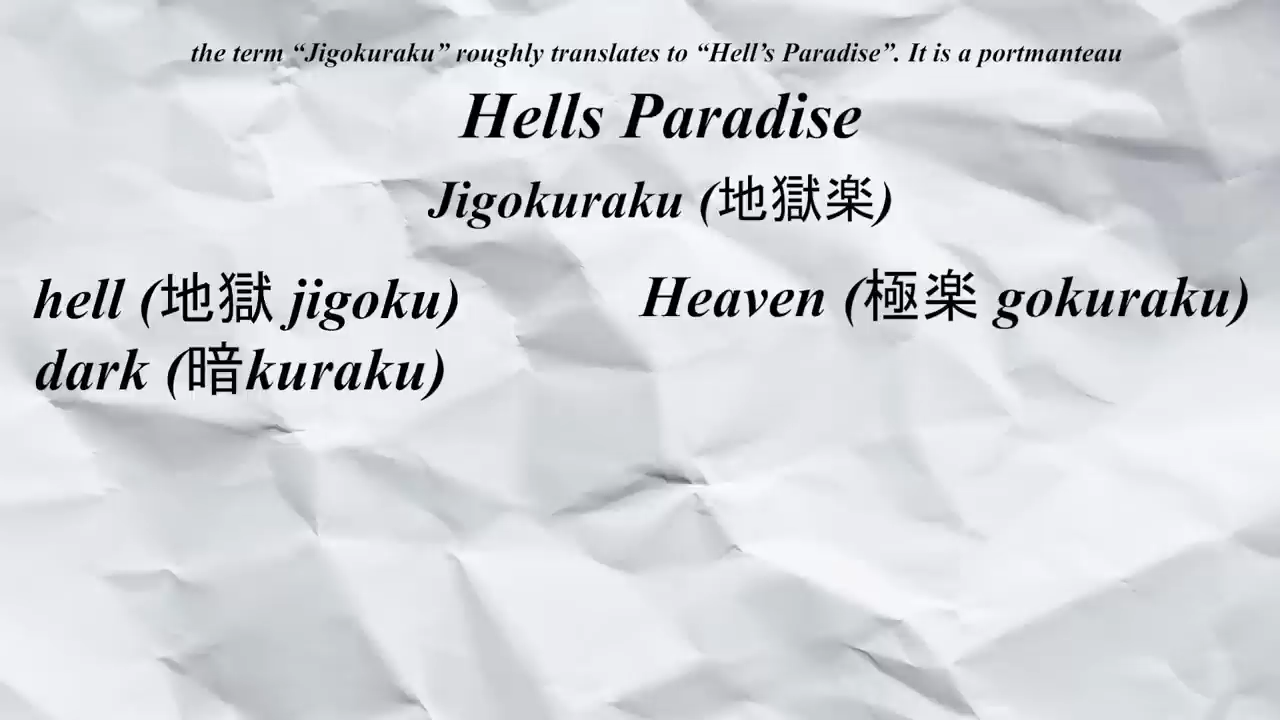 the term “Jigokuraku” roughly translates to “Hell’s Paradise”. It is a portmanteau
Hells Paradise
Jigokuraku (地獄楽)
hell (地獄 jigoku)
Heaven (極楽 gokuraku)
dark (暗kuraku)